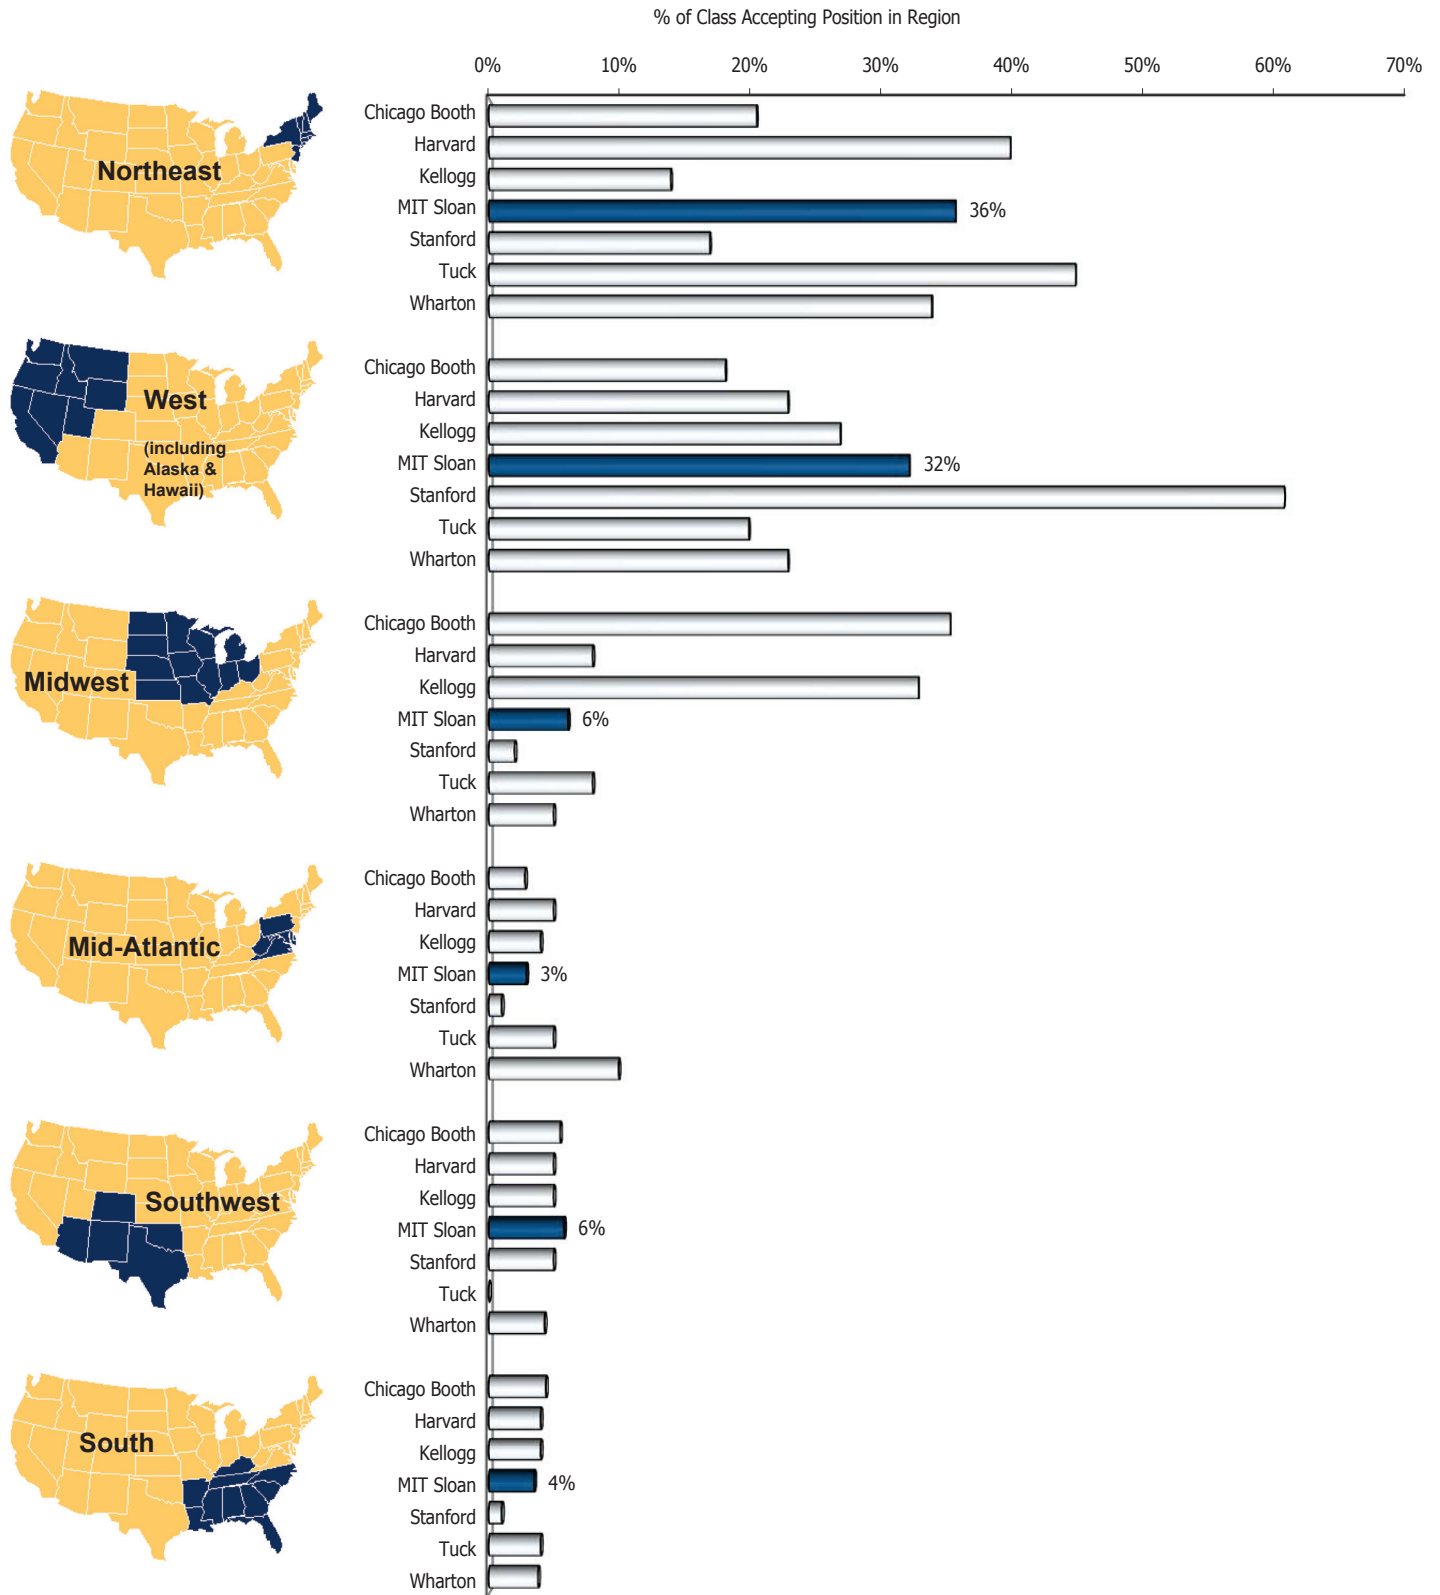 % of Class Accepting Position in Region
0% 10% 20% 30% 40% 50% 60% 70%
Northeast
Chicago Booth
Harvard
Kellogg
MIT Sloan 36%
Stanford
Tuck
Wharton
West
(including
Alaska &
Hawaii)
Chicago Booth
Harvard
Kellogg
MIT Sloan 32%
Stanford
Tuck
Wharton
Midwest
Chicago Booth
Harvard
Kellogg
MIT Sloan 6%
Stanford
Tuck
Wharton
Mid-Atlantic
Chicago Booth
Harvard
Kellogg
MIT Sloan 3%
Stanford
Tuck
Wharton
Southwest
Chicago Booth
Harvard
Kellogg
MIT Sloan 6%
Stanford
Tuck
Wharton
South
Chicago Booth
Harvard
Kellogg
MIT Sloan 4%
Stanford
Tuck
Wharton